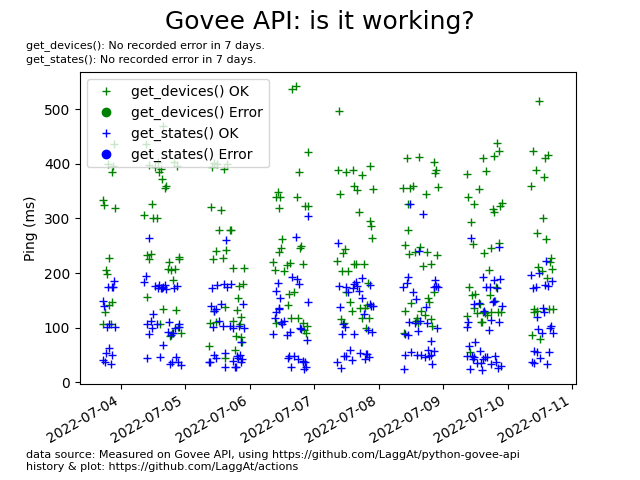 Govee API: is it working?
get_devices(): No recorded error in 7 days.
get_states(): No recorded error in 7 days.
get_devices() OK
get_devices() Error
get_states() OK
get_states() Error
500
400
300
200
100
0
Ping (ms)
2022-07-04
2022-07-05
2022-07-06
2022-07-07
2022-07-08
2022-07-09
2022-07-10
2022-07-11
data source: Measured on Govee API, using https://github.com/LaggAt/python-govee-api
history & plot: https://github.com/LaggAt/actions